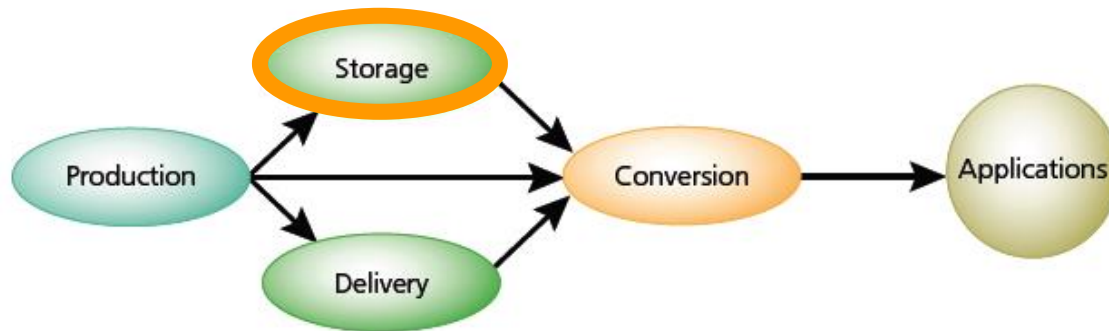 Storage
Production
Conversion
Applications
Delivery